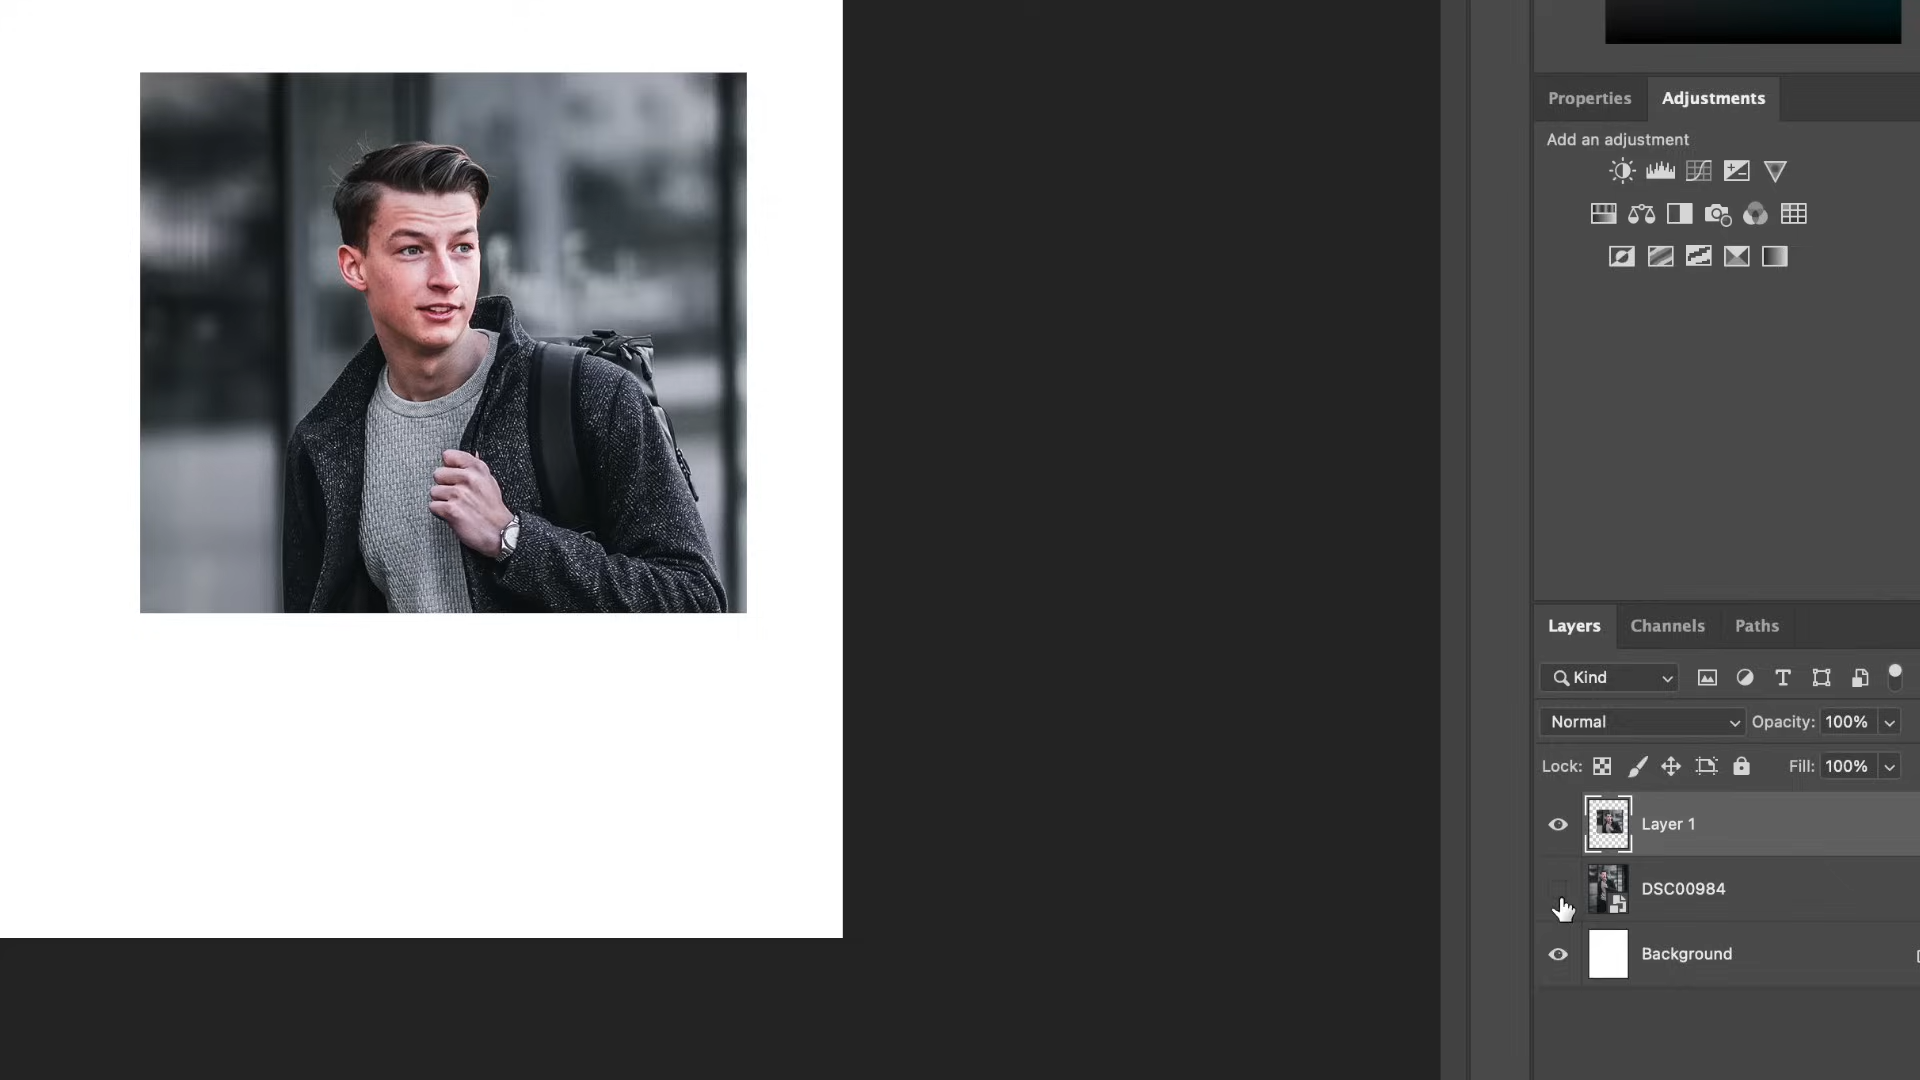 Properties
Adjustments
Add an adjustment
Layers
Channels
Paths
Kind
Normal
Opacity: 100%
Lock:
Fill: 100%
Layer 1
DSC00984
Background